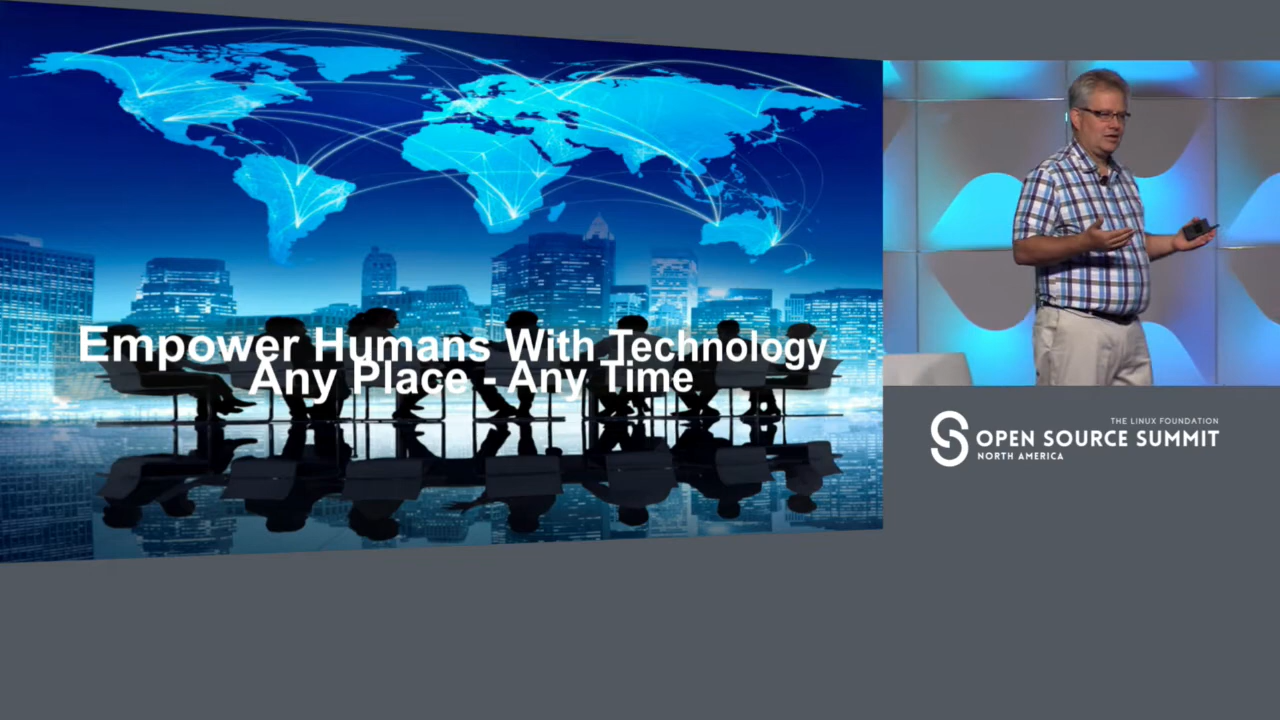 Empower Humans With Technology
Any Place - Any Time
THE LINUX FOUNDATION
OPEN SOURCE SUMMIT
NORTH AMERICA